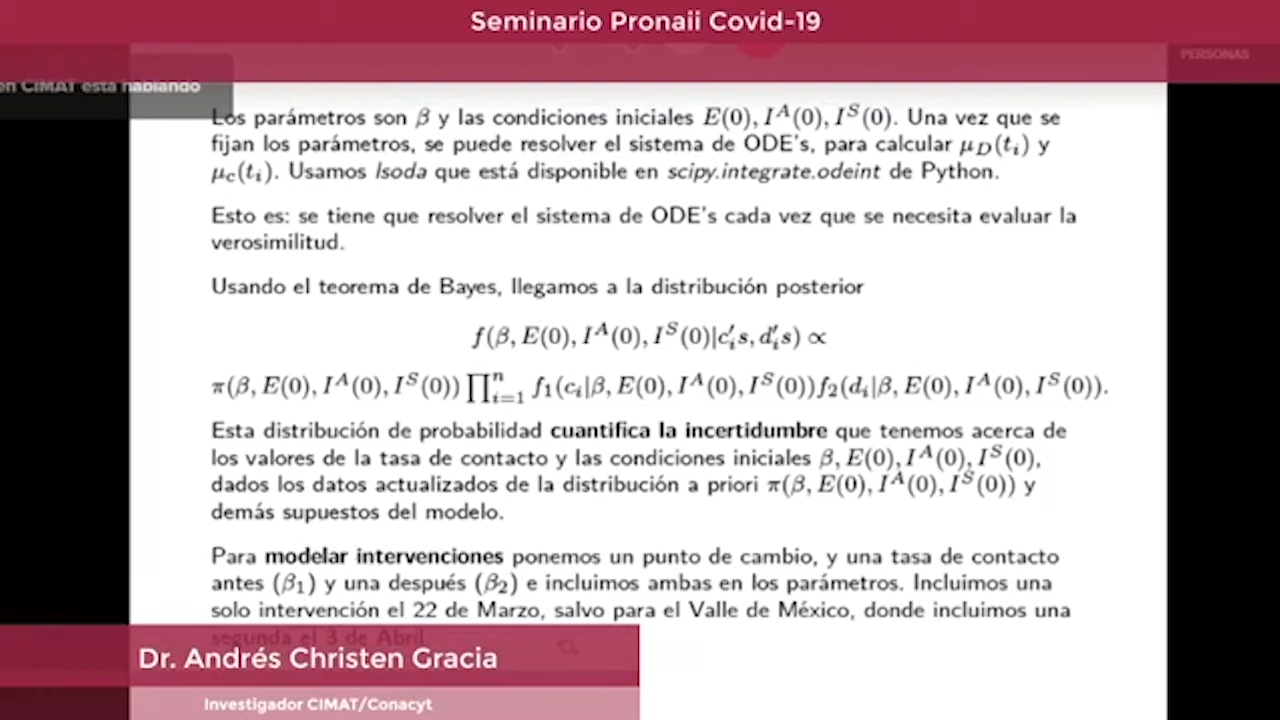 Seminario Pronaii Covid-19
PERSONAS
en CIMAT está hablando
Los parámetros son β y las condiciones iniciales E(0), I^A(0), I^S(0). Una vez que se
fijan los parámetros, se puede resolver el sistema de ODE's, para calcular μ_D(t_i) y
μ_c(t_i). Usamos lsoda que está disponible en scipy.integrate.odeint de Python.
Esto es: se tiene que resolver el sistema de ODE's cada vez que se necesita evaluar la
verosimilitud.
Usando el teorema de Bayes, llegamos a la distribución posterior
f(β, E(0), I^A(0), I^S(0)|c_i's, d_i's) ∝
π(β, E(0), I^A(0), I^S(0)) ∏_{i=1}^n f_1(c_i|β, E(0), I^A(0), I^S(0))f_2(d_i|β, E(0), I^A(0), I^S(0)).
Esta distribución de probabilidad cuantifica la incertidumbre que tenemos acerca de
los valores de la tasa de contacto y las condiciones iniciales β, E(0), I^A(0), I^S(0),
dados los datos actualizados de la distribución a priori π(β, E(0), I^A(0), I^S(0)) y
demás supuestos del modelo.
Para modelar intervenciones ponemos un punto de cambio, y una tasa de contacto
antes (β_1) y una después (β_2) e incluimos ambas en los parámetros. Incluimos una
solo intervención el 22 de Marzo, salvo para el Valle de México, donde incluimos una
segunda el 3 de Abril.
Dr. Andrés Christen Gracia
Investigador CIMAT/Conacyt